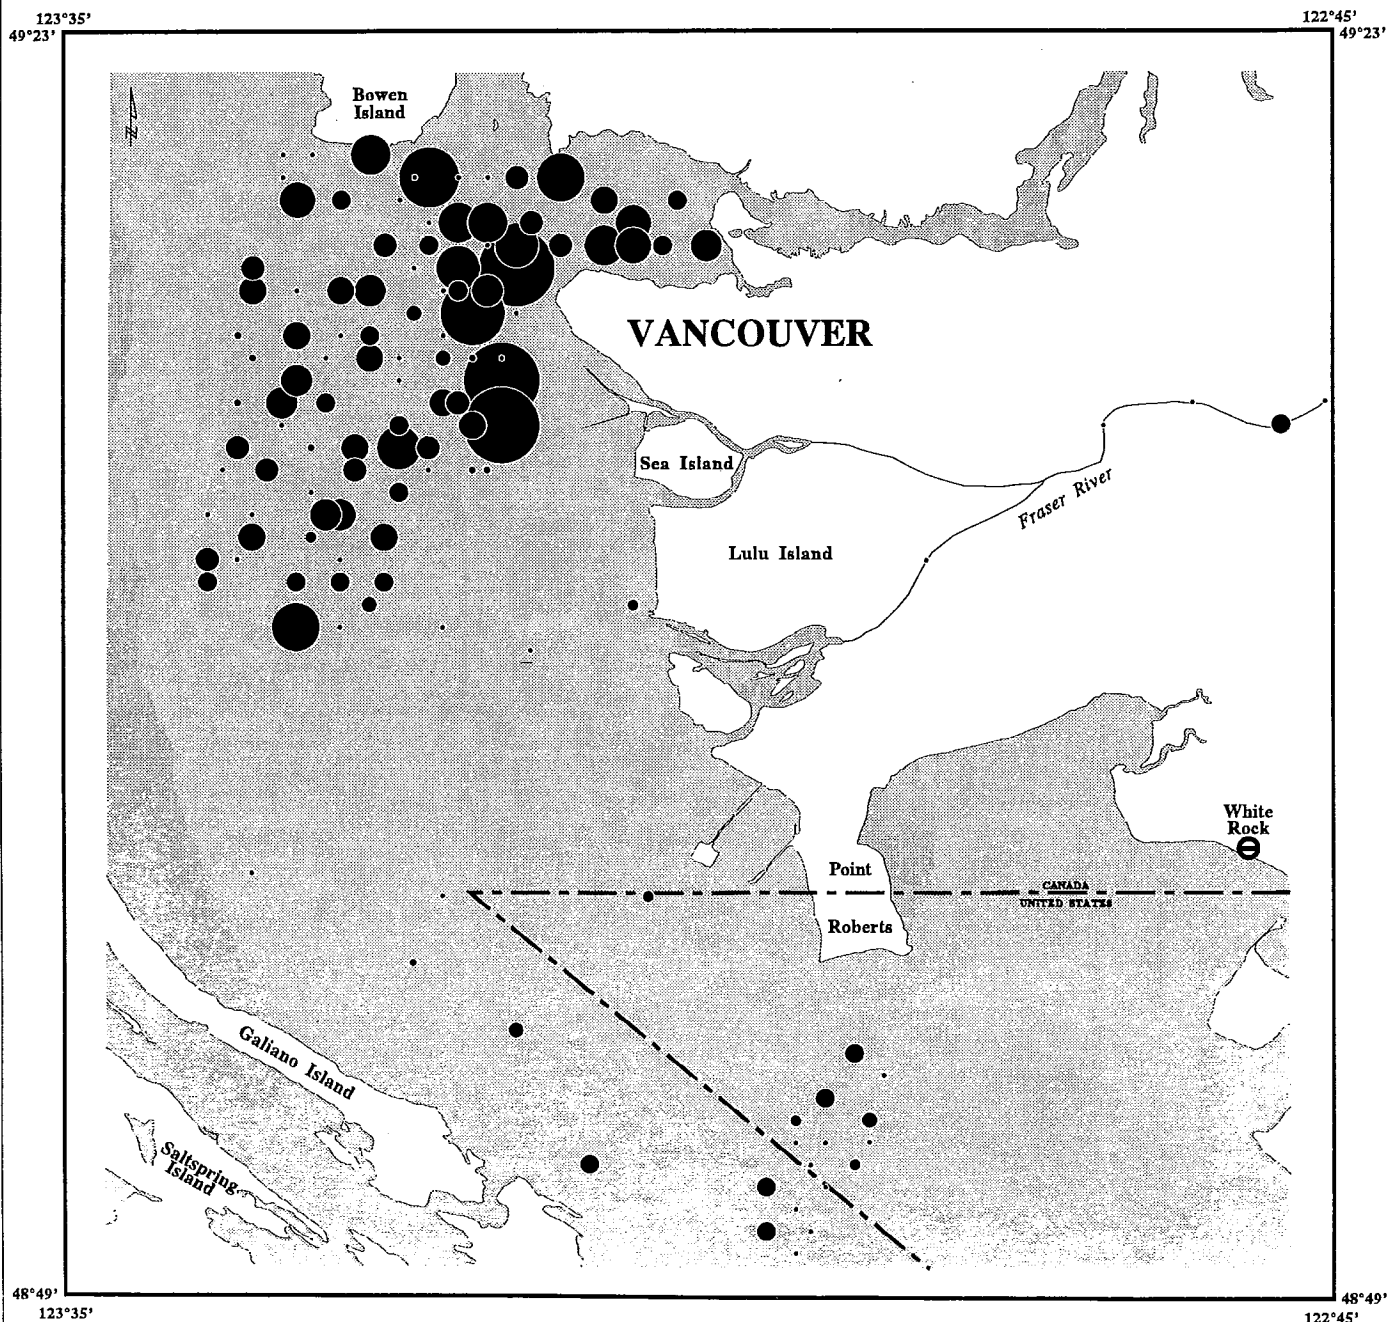 123°35'
122°45'
49°23'
49°23'
N
Bowen
Island
VANCOUVER
Sea Island
Fraser River
Lulu Island
White
Rock
Point
CANADA
UNITED STATES
Roberts
Galiano Island
Saltspring
Island
48°49'
48°49'
123°35'
122°45'